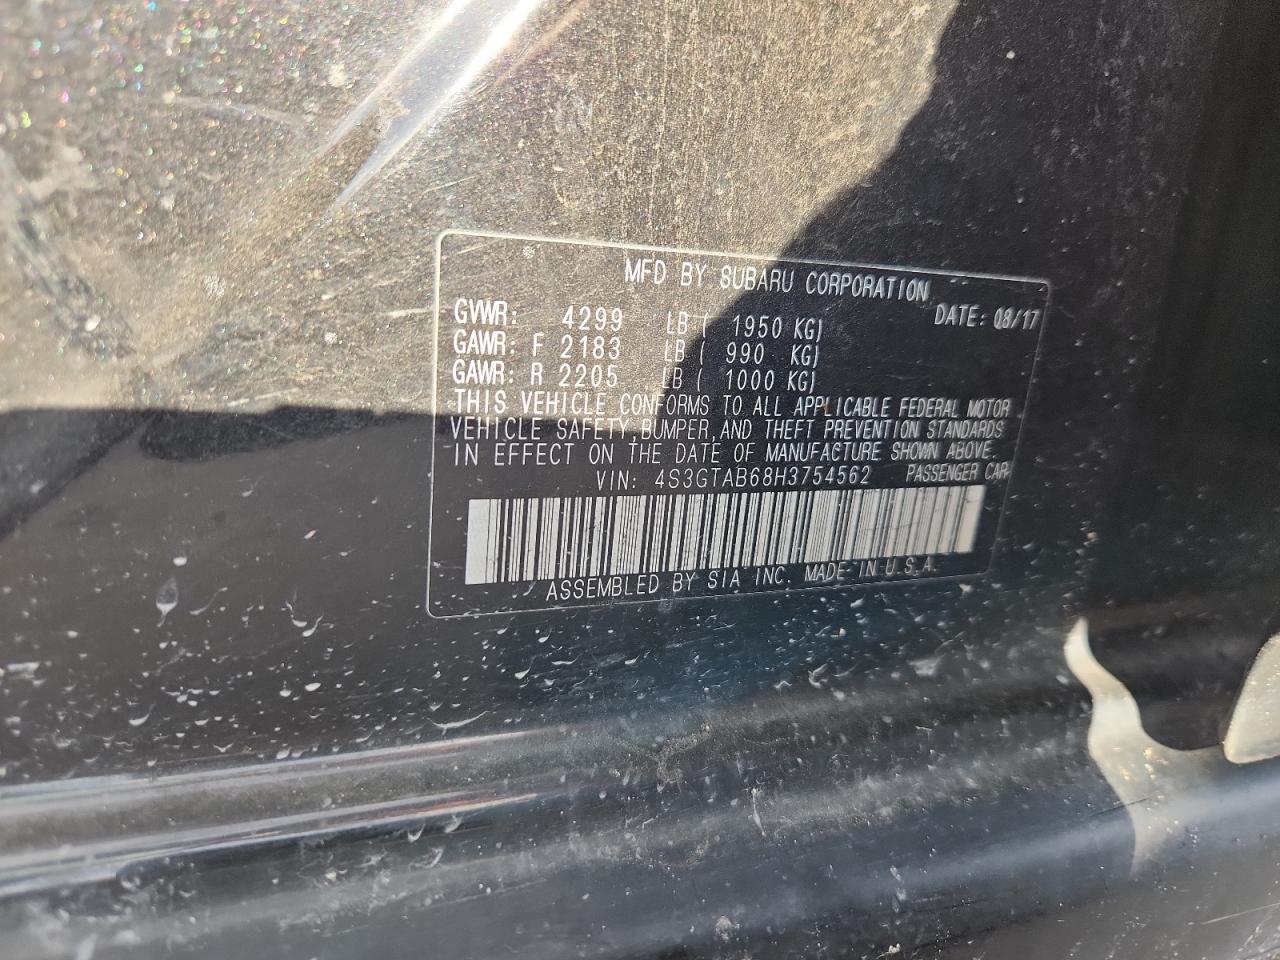 MFD BY SUBARU CORPORATION
GVWR: 4299 LB ( 1950 KG) DATE: 08/17
GAWR: F 2183 LB ( 990 KG)
GAWR: R 2205 LB ( 1000 KG)
THIS VEHICLE CONFORMS TO ALL APPLICABLE FEDERAL MOTOR
VEHICLE SAFETY,BUMPER,AND THEFT PREVENTION STANDARDS
IN EFFECT ON THE DATE OF MANUFACTURE SHOWN ABOVE.
VIN: 4S3GTAB68H3754562 PASSENGER CAR
ASSEMBLED BY SIA INC. MADE IN U.S.A.